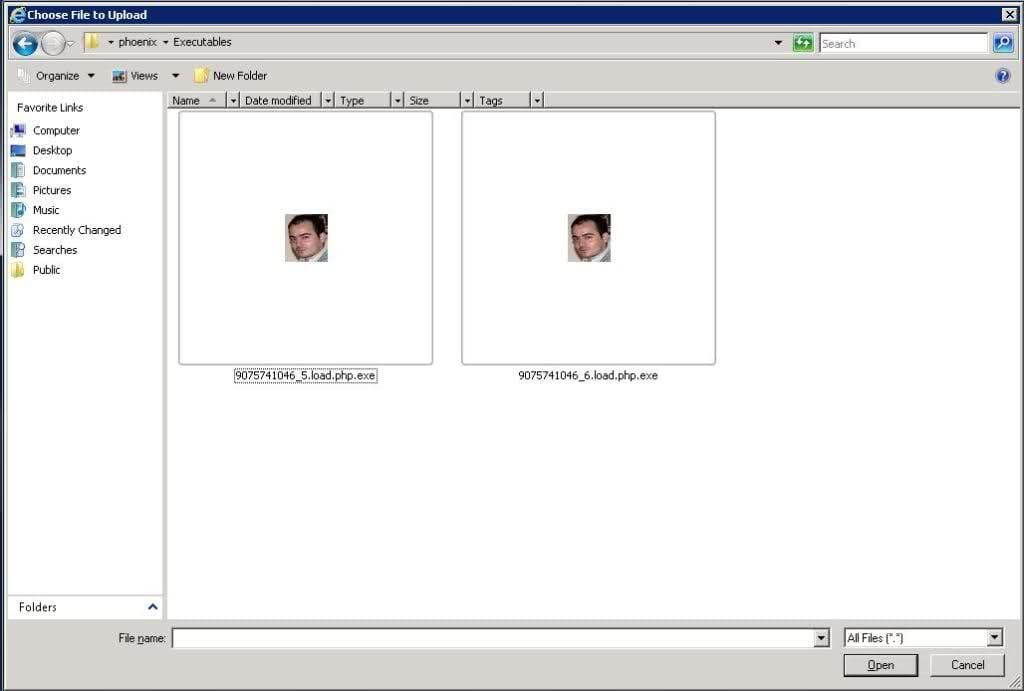 Choose File to Upload
phoenix Executables
Search
Organize Views New Folder
Name Date modified Type Size Tags
Favorite Links
Computer
Desktop
Documents
Pictures
Music
Recently Changed
Searches
Public
9075741046_5.load.php.exe 9075741046_6.load.php.exe
Folders
File name: All Files (*.*)
Open Cancel